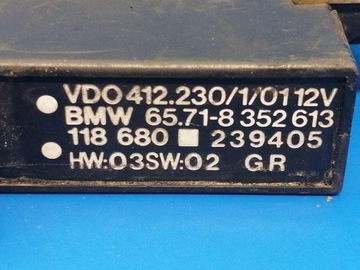 VDO 412.230/1/01 12V
BMW 65.71-8 352 613
118 680 239405
HW:03SW:02 GR